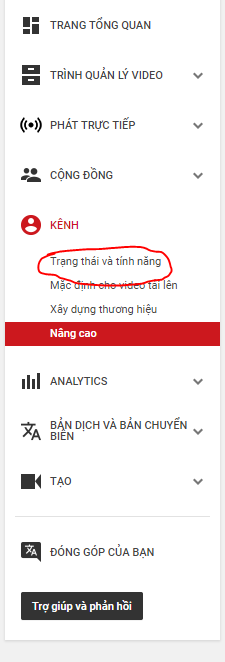 TRANG TỔNG QUAN
TRÌNH QUẢN LÝ VIDEO
PHÁT TRỰC TIẾP
CỘNG ĐỒNG
KÊNH
Trạng thái và tính năng
Mặc định cho video tải lên
Xây dựng thương hiệu
Nâng cao
ANALYTICS
BẢN DỊCH VÀ BẢN CHUYỂN
BIÊN
TẠO
ĐÓNG GÓP CỦA BẠN
Trợ giúp và phản hồi